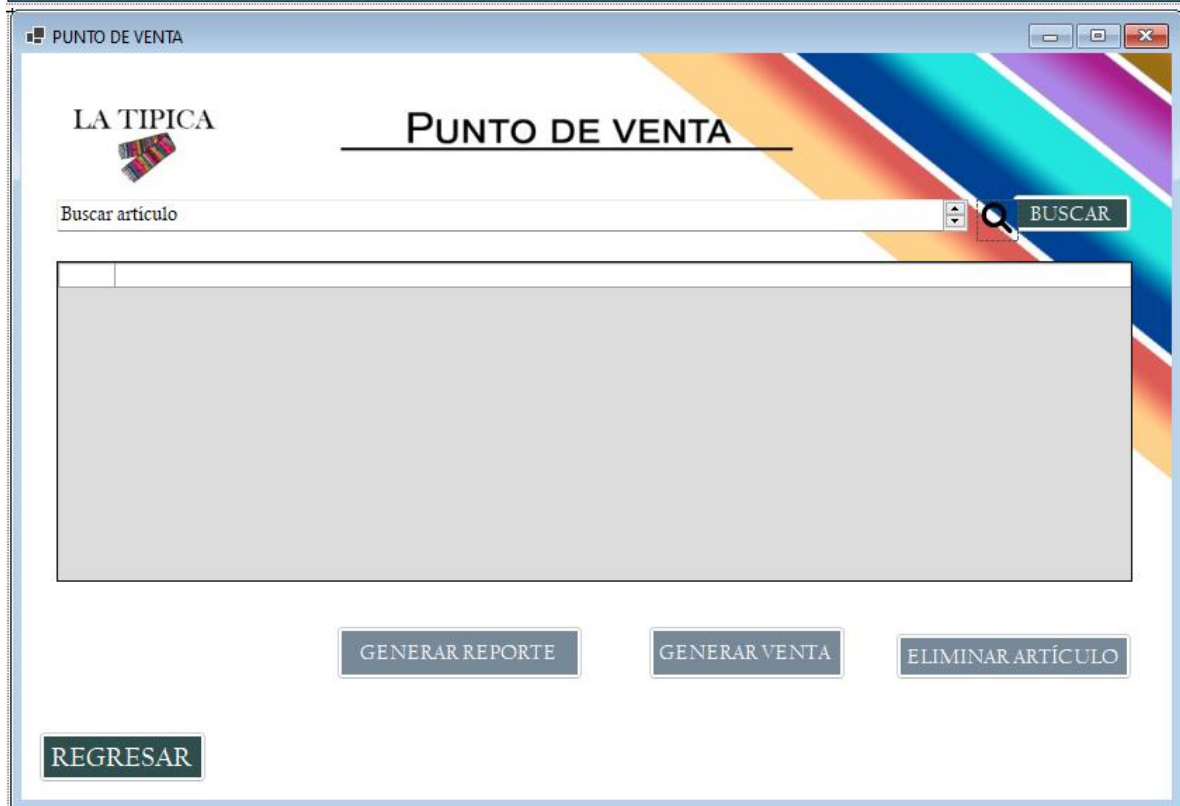 PUNTO DE VENTA
LA TIPICA
PUNTO DE VENTA
Buscar artículo
BUSCAR
GENERAR REPORTE
GENERAR VENTA
ELIMINAR ARTÍCULO
REGRESAR